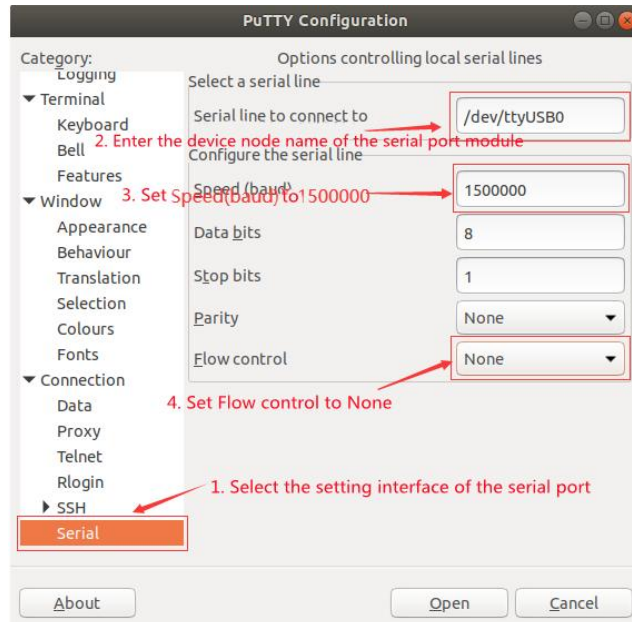 PuTTY Configuration
Category:
Options controlling local serial lines
Logging
Terminal
Keyboard
Bell
Features
Window
Appearance
Behaviour
Translation
Selection
Colours
Fonts
Connection
Data
Proxy
Telnet
Rlogin
SSH
Serial
Select a serial line
Serial line to connect to
/dev/ttyUSB0
2. Enter the device node name of the serial port module
Configure the serial line
Speed (baud)
1500000
3. Set Speed(baud) to1500000
Data bits
8
Stop bits
1
Parity
None
Flow control
None
4. Set Flow control to None
1. Select the setting interface of the serial port
About
Open
Cancel